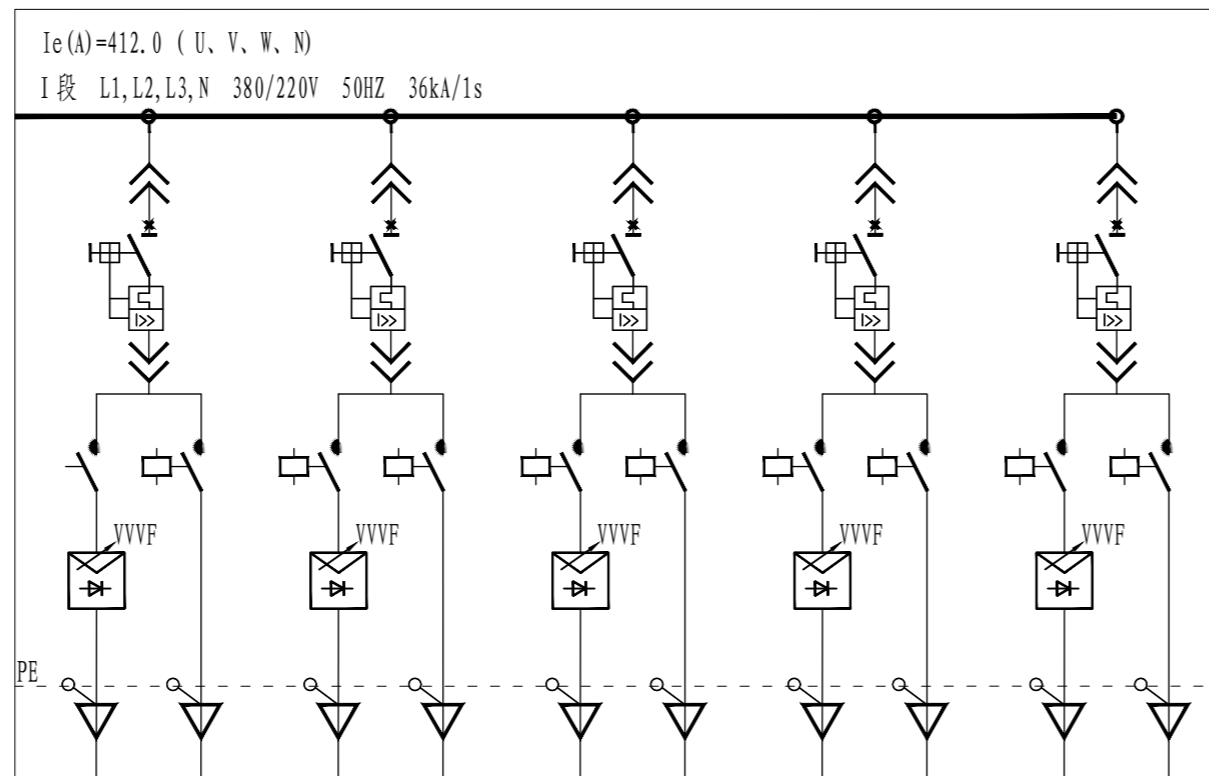 Ie(A)=412.0 ( U、V、W、N)
I段 L1,L2,L3,N 380/220V 50HZ 36kA/1s
I>> I>> I>> I>> I>>
VVVF VVVF VVVF VVVF VVVF
PE